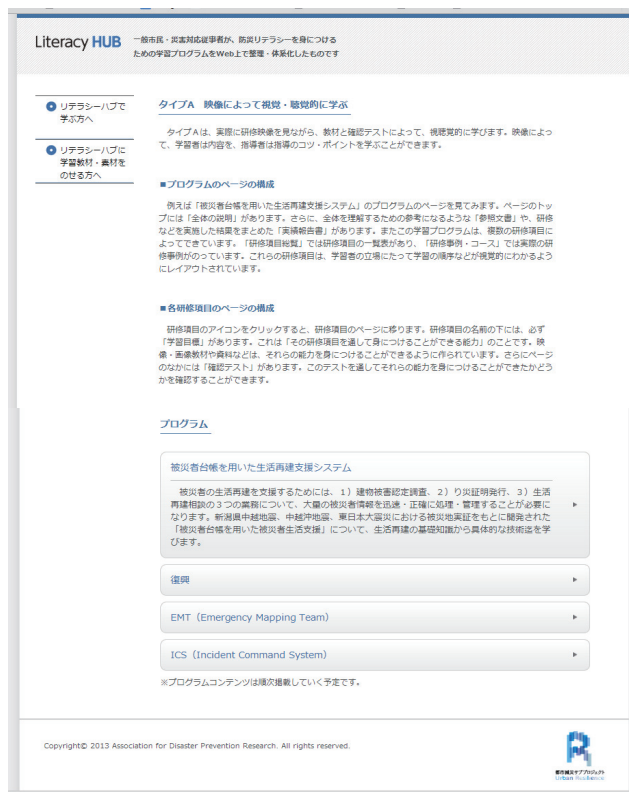 Literacy HUB
一般市民・災害対応従事者が、防災リテラシーを身につける
ための学習プログラムをWeb上で整理・体系化したものです
リテラシーハブで
学ぶ方へ
リテラシーハブに
学習教材・素材を
のせる方へ
タイプA 映像によって視覚・聴覚的に学ぶ
タイプAは、実際に研修映像を見ながら、教材と確認テストによって、視聴覚的に学びます。映像によっ
て、学習者は内容を、指導者は指導のコツ・ポイントを学ぶことができます。
■プログラムのページの構成
例えば「被災者台帳を用いた生活再建支援システム」のプログラムのページを見てみます。ページのトッ
プには「全体の説明」があります。さらに、全体を理解するための参考になるような「参照文書」や、研修
などを実施した結果をまとめた「実績報告書」があります。またこの学習プログラムは、複数の研修項目に
よってできています。「研修項目総覧」では研修項目の一覧表があり、「研修事例・コース」では実際の研
修事例がのっています。これらの研修項目は、学習者の立場にたって学習の順序などが視覚的にわかるよう
にレイアウトされています。
■各研修項目のページの構成
研修項目のアイコンをクリックすると、研修項目のページに移ります。研修項目の名前の下には、必ず
「学習目標」があります。これは「その研修項目を通して身につけることができる能力」のことです。映
像・画像教材や資料などは、それらの能力を身につけることができるように作られています。さらにページ
のなかには「確認テスト」があります。このテストを通してそれらの能力を身につけることができたかどう
かを確認することができます。
プログラム
被災者台帳を用いた生活再建支援システム
被災者の生活再建を支援するためには、1）建物被害認定調査、2）り災証明発行、3）生活
再建相談の3つの業務について、大量の被災者情報を迅速・正確に処理・管理することが必要に
なります。新潟県中越地震、中越沖地震、東日本大震災における被災地実証をもとに開発された
「被災者台帳を用いた被災者生活支援」について、生活再建の基礎知識から具体的な技術迄を学
びます。
復興
EMT（Emergency Mapping Team）
ICS（Incident Command System）
※プログラムコンテンツは順次掲載していく予定です。
Copyright© 2013 Association for Disaster Prevention Research. All rights reserved.
都市減災サブプロジェクト
Urban Resilience